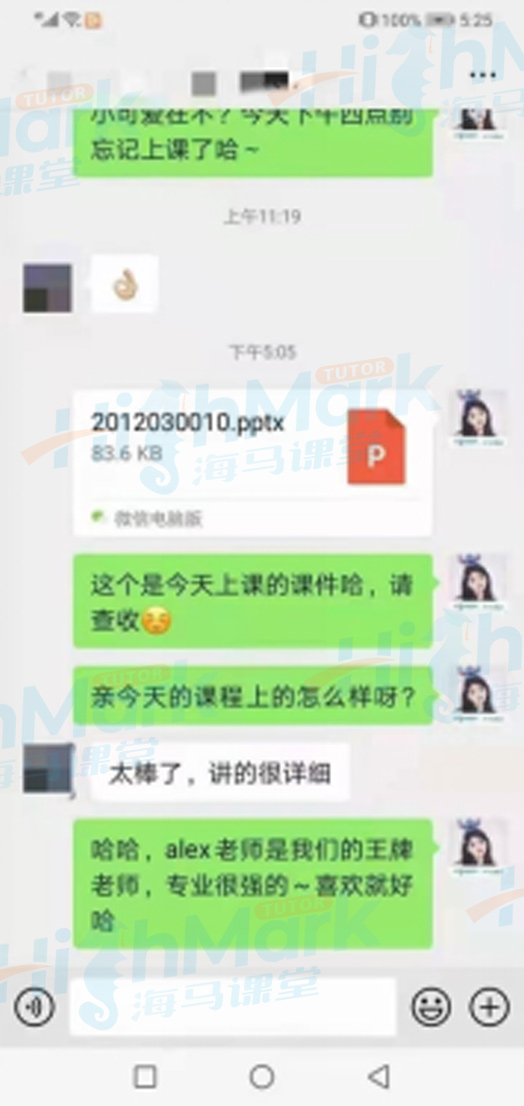 100% 5:25
小可爱在不？今天下午四点别
忘记上课了哈～
上午11:19
下午5:05
2012030010.pptx
83.6 KB
P
微信电脑版
这个是今天上课的课件哈，请
查收
亲今天的课程上的怎么样呀？
太棒了，讲的很详细
哈哈，alex老师是我们的王牌
老师，专业很强的～喜欢就好
哈
HighMark
TUTOR
海马课堂